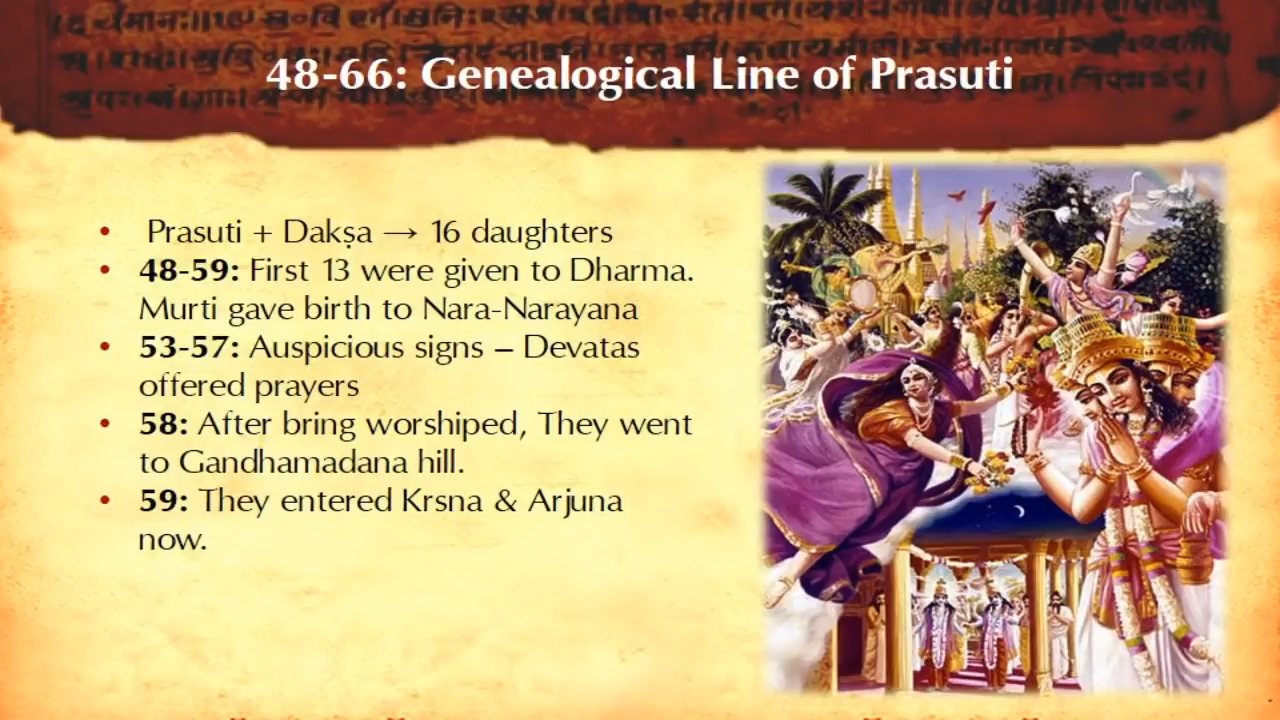 48-66: Genealogical Line of Prasuti
• Prasuti + Dakṣa → 16 daughters
• 48-59: First 13 were given to Dharma.
Murti gave birth to Nara-Narayana
• 53-57: Auspicious signs – Devatas
offered prayers
• 58: After bring worshiped, They went
to Gandhamadana hill.
• 59: They entered Krsna & Arjuna
now.